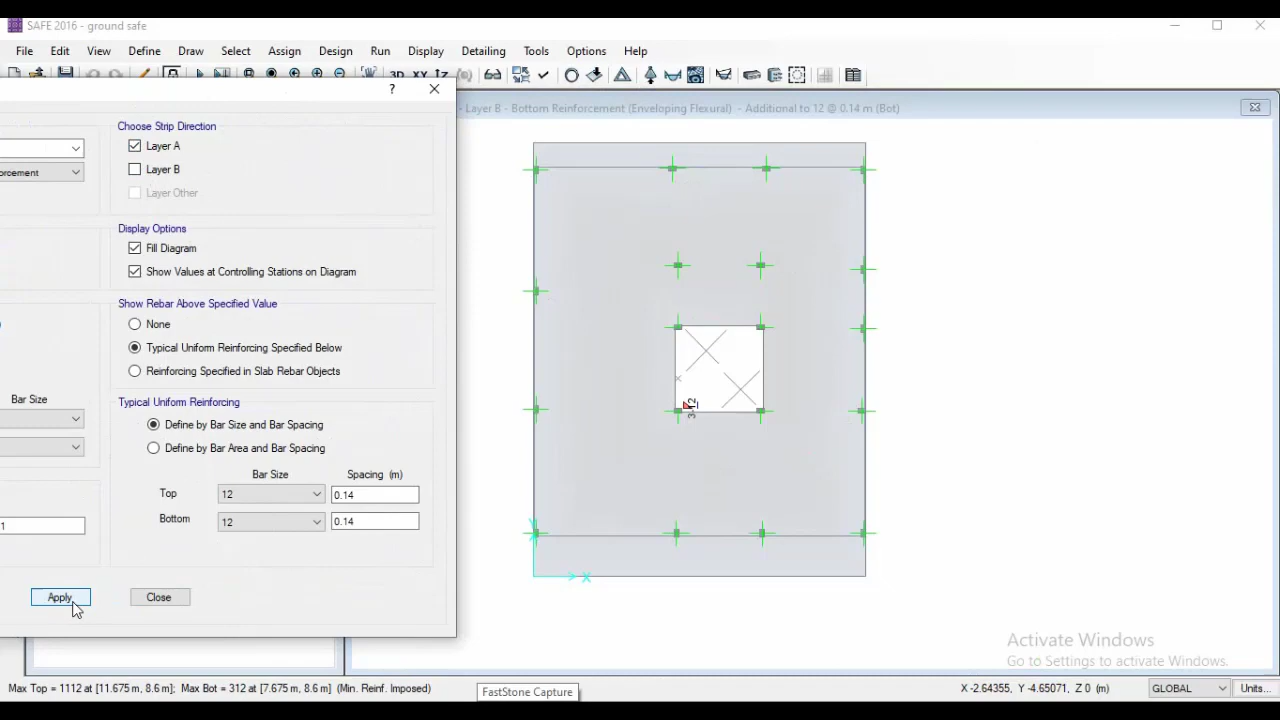 SAFE 2016 - ground safe
File Edit View Define Draw Select Assign Design Run Display Detailing Tools Options Help
3D XY
- Layer B - Bottom Reinforcement (Enveloping Flexural) - Additional to 12 @ 0.14 m (Bot)
?
Choose Strip Direction
Layer A
orcement
Layer B
Layer Other
Display Options
Fill Diagram
Show Values at Controlling Stations on Diagram
Show Rebar Above Specified Value
None
Typical Uniform Reinforcing Specified Below
Reinforcing Specified in Slab Rebar Objects
Bar Size
Typical Uniform Reinforcing
Define by Bar Size and Bar Spacing
Define by Bar Area and Bar Spacing
Bar Size Spacing (m)
Top 12 0.14
Bottom 12 0.14
1
Apply Close
3-12
Y
X
Activate Windows
Go to Settings to activate Windows.
Max Top = 1112 at [11.675 m, 8.6 m]; Max Bot = 312 at [7.675 m, 8.6 m] (Min. Reinf. Imposed)
FastStone Capture
X -2.64355, Y -4.65071, Z 0 (m)
GLOBAL
Units...